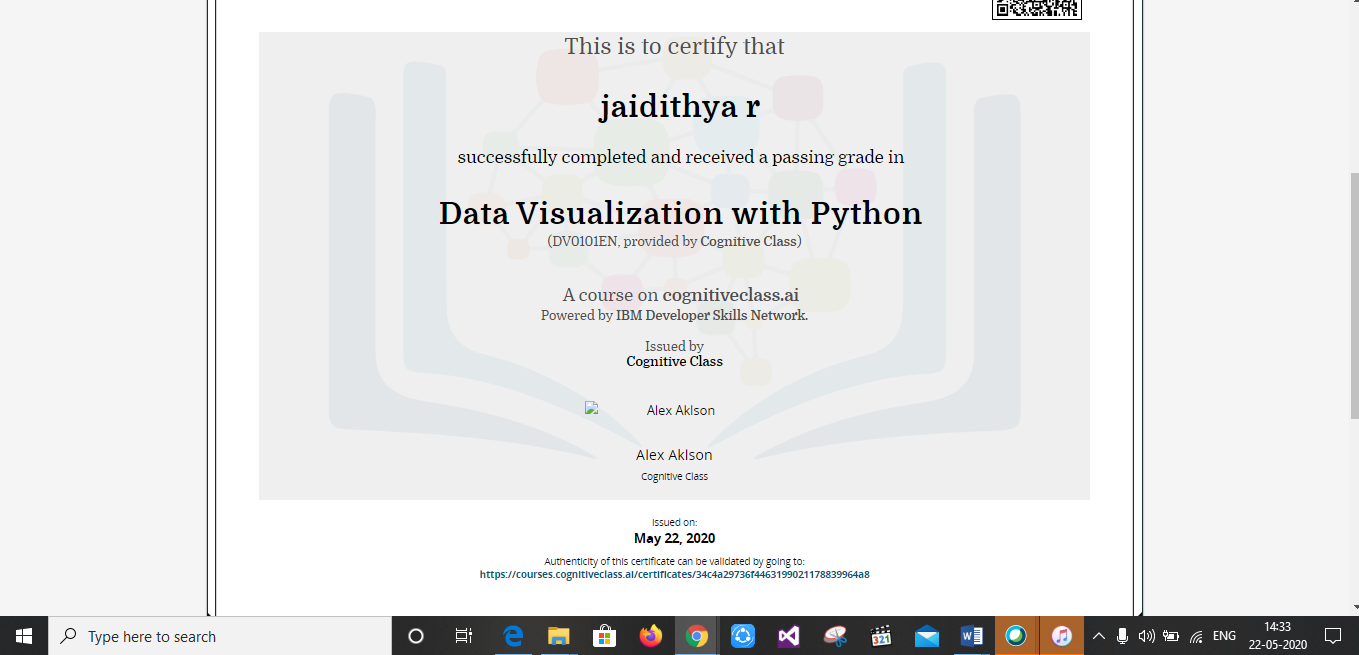 This is to certify that
jaidithya r
successfully completed and received a passing grade in
Data Visualization with Python
(DV0101EN, provided by Cognitive Class)
A course on cognitiveclass.ai
Powered by IBM Developer Skills Network.
Issued by
Cognitive Class
Alex Aklson
Alex Aklson
Cognitive Class
Issued on:
May 22, 2020
Authenticity of this certificate can be validated by going to:
https://courses.cognitiveclass.ai/certificates/34c4a29736f446319902117883996­4a8
Type here to search
321
ENG
14:33
22-05-2020